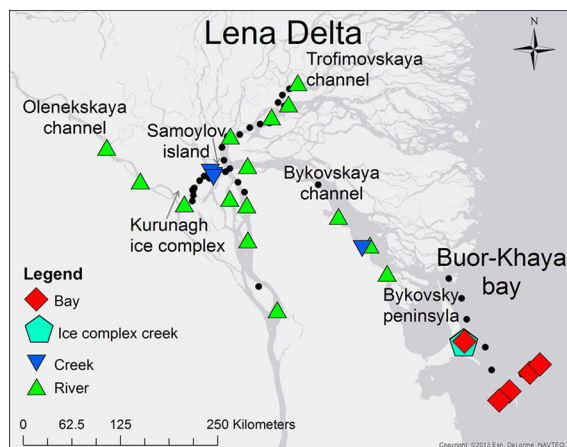 Lena Delta
N
Trofimovskaya
channel
Olenekskaya
channel
Samoylov
island
Bykovskaya
channel
Kurunagh
ice complex
Buor-Khaya
bay
Bykovsky
peninsyla
Legend
Bay
Ice complex creek
Creek
River
0 62.5 125 250 Kilometers
Copyright: ©2013 Esri, DeLorme, NAVTEQ